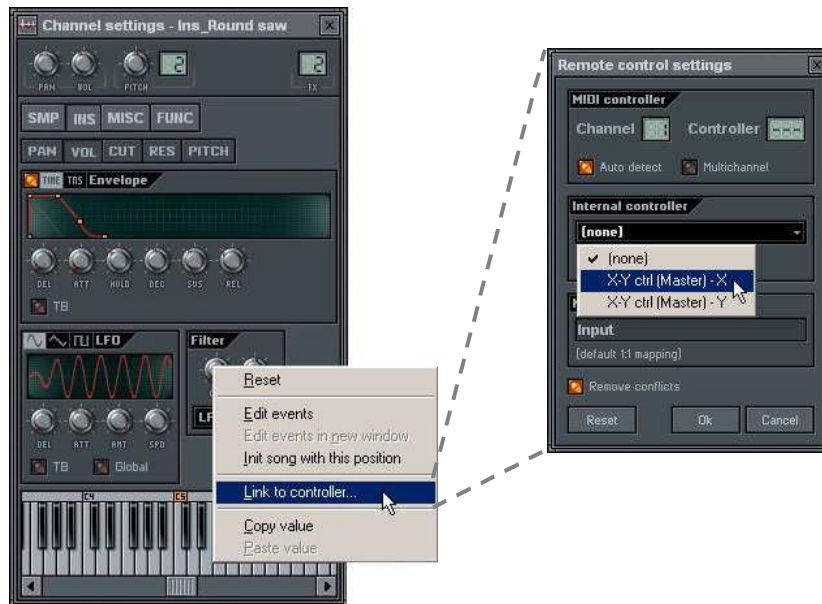 Channel settings - Ins_Round saw
PAN VOL PITCH FX
SMP INS MISC FUNC
PAN VOL CUT RES PITCH
TIME TNS Envelope
DEL ATT HOLD DEC SUS REL
TB
LFO
Filter
DEL ATT AMT SPD
TB Global
C4 C5
Reset
Edit events
Edit events in new window
Init song with this position
Link to controller...
Copy value
Paste value
Remote control settings
MIDI controller
Channel Controller ---
Auto detect Multichannel
Internal controller
(none)
(none)
X-Y ctrl (Master) - X
X-Y ctrl (Master) - Y
Input
(default 1:1 mapping)
Remove conflicts
Reset Ok Cancel